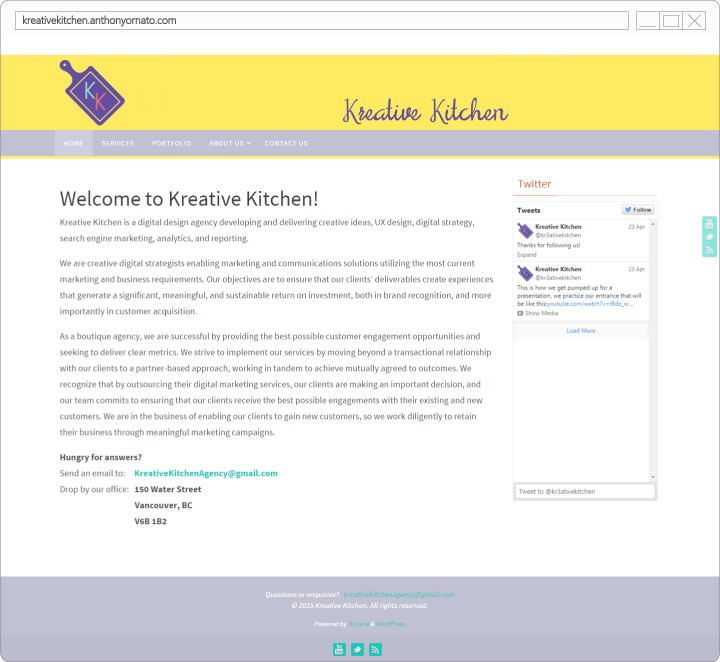 kreativekitchen.anthonyornato.com
K
K
Kreative Kitchen
HOME SERVICES PORTFOLIO ABOUT US CONTACT US
Welcome to Kreative Kitchen!
Kreative Kitchen is a digital design agency developing and delivering creative ideas, UX design, digital strategy,
search engine marketing, analytics, and reporting.
We are creative digital strategists enabling marketing and communications solutions utilizing the most current
marketing and business requirements. Our objectives are to ensure that our clients' deliverables create experiences
that generate a significant, meaningful, and sustainable return on investment, both in brand recognition, and more
importantly in customer acquisition.
As a boutique agency, we are successful by providing the best possible customer engagement opportunities and
seeking to deliver clear metrics. We strive to implement our services by moving beyond a transactional relationship
with our clients to a partner-based approach, working in tandem to achieve mutually agreed to outcomes. We
recognize that by outsourcing their digital marketing services, our clients are making an important decision, and
our team commits to ensuring that our clients receive the best possible engagements with their existing and new
customers. We are in the business of enabling our clients to gain new customers, so we work diligently to retain
their business through meaningful marketing campaigns.
Hungry for answers?
Send an email to: KreativeKitchenAgency@gmail.com
Drop by our office: 150 Water Street
Vancouver, BC
V6B 1B2
Twitter
Tweets Follow
Kreative Kitchen 23 Apr
@kr3ativekitchen
Thanks for following us!
Expand
Kreative Kitchen 23 Apr
@kr3ativekitchen
This is how we get pumped up for a
presentation, we practice our entrance that will
be like this:
Show Media
Load More
Tweet to @kr3ativekitchen
Questions or enquiries? kreativekitchenagency@gmail.com
© 2015 Kreative Kitchen. All rights reserved.
Powered by Nirvana & WordPress.